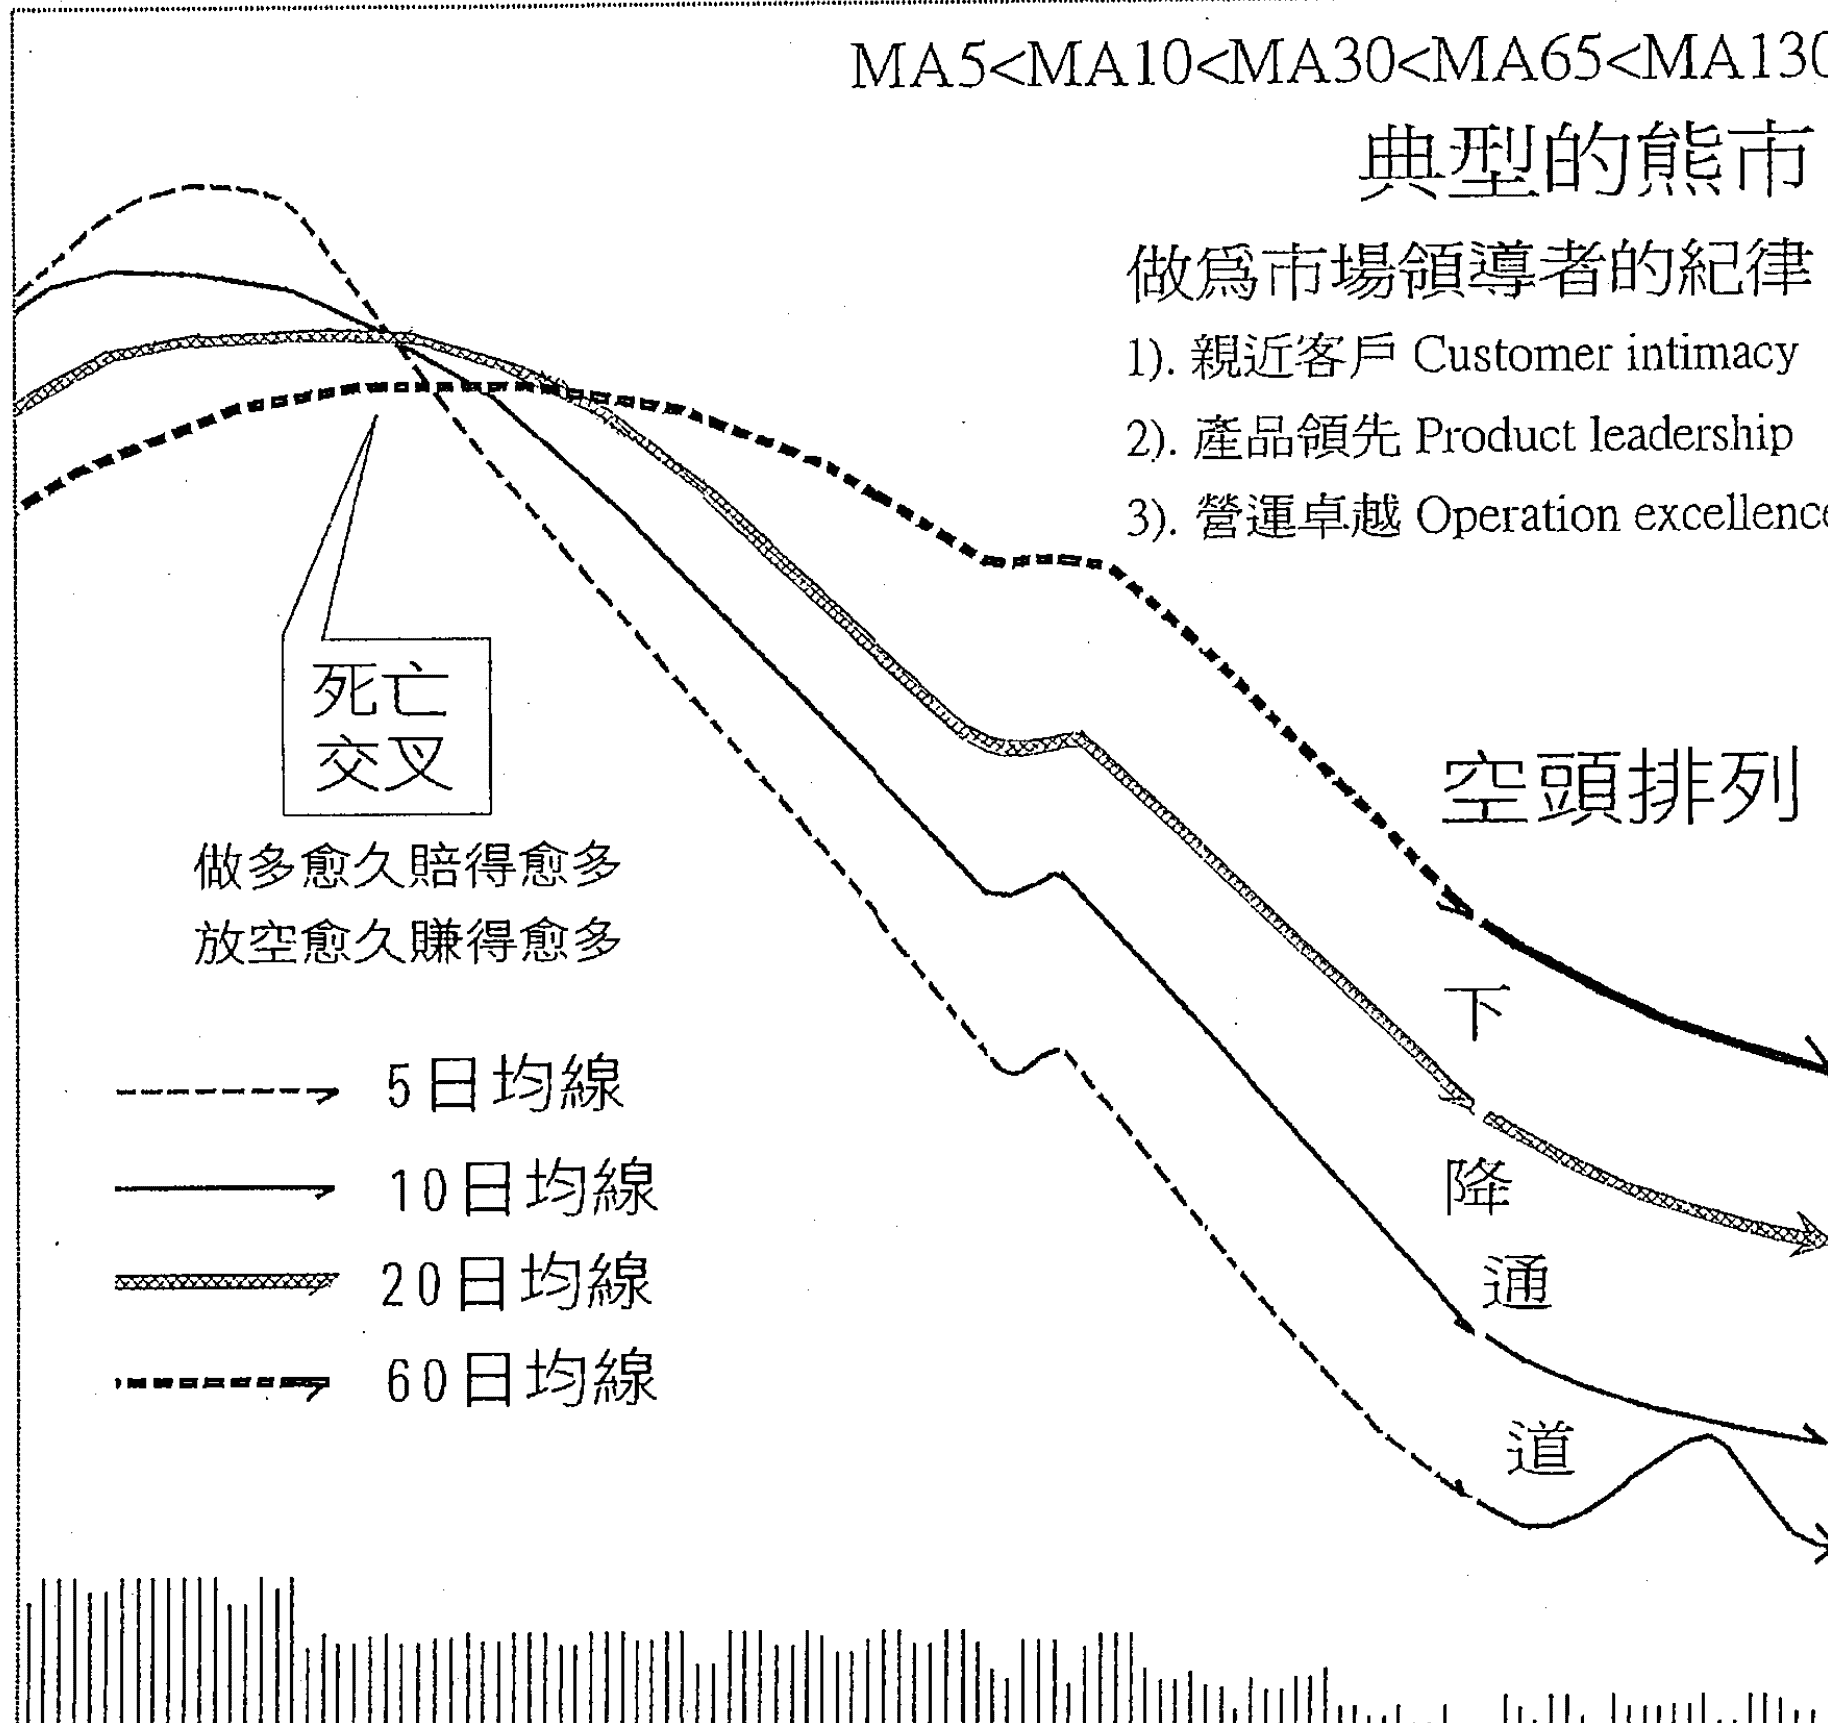 MA5<MA10<MA30<MA65<MA130
典型的熊市
做爲市場領導者的紀律
1). 親近客戶 Customer intimacy
2). 產品領先 Product leadership
3). 營運卓越 Operation excellence
死亡
交叉
做多愈久賠得愈多
放空愈久賺得愈多
空頭排列
下
降
通
道
5日均線
10日均線
20日均線
60日均線